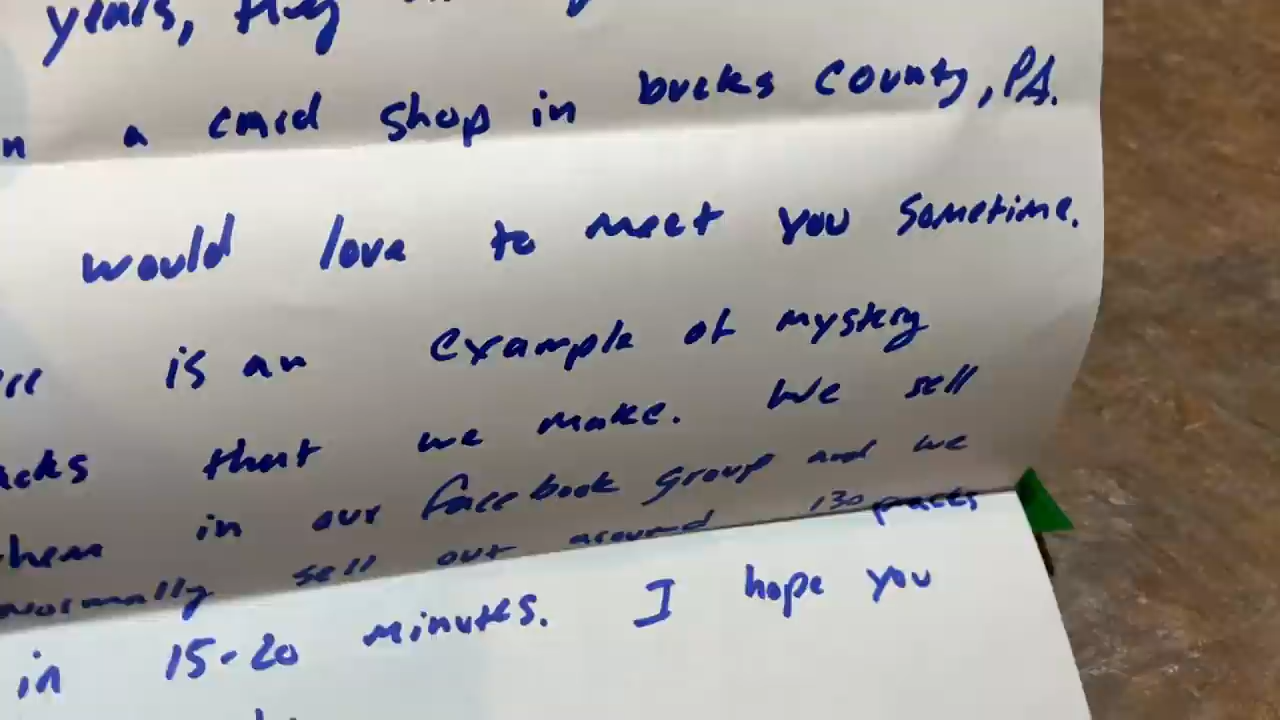 years, they
a card shop in bucks county, PA.
would love to meet you sometime.
is an example of mystery
that we make. We sell
in our facebook group and we
normally sell out around 130 packs
in 15-20 minutes. I hope you